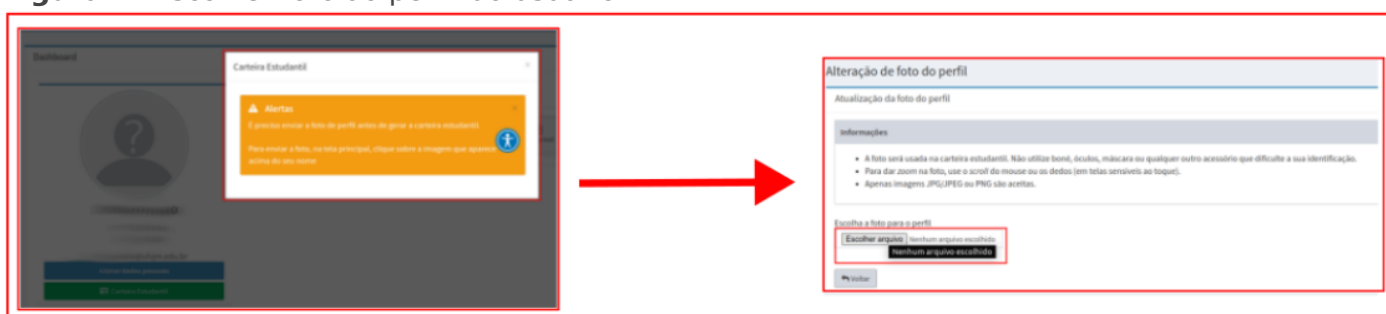 Dashboard
Carteira Estudantil
Alertas
É preciso enviar a foto de perfil antes de gerar a carteira estudantil.
Para enviar a foto, na tela principal, clique sobre a imagem que aparece
acima do seu nome
Carteira Estudantil
Alteração de foto do perfil
Atualização da foto do perfil
Informações
A foto será usada na carteira estudantil. Não utilize boné, óculos, máscara ou qualquer outro acessório que dificulte a sua identificação.
Para dar zoom na foto, use o scroll do mouse ou os dedos (em telas sensíveis ao toque).
Apenas imagens JPG/JPEG ou PNG são aceitas.
Escolha a foto para o perfil
Escolher arquivo Nenhum arquivo escolhido
Nenhum arquivo escolhido
Voltar